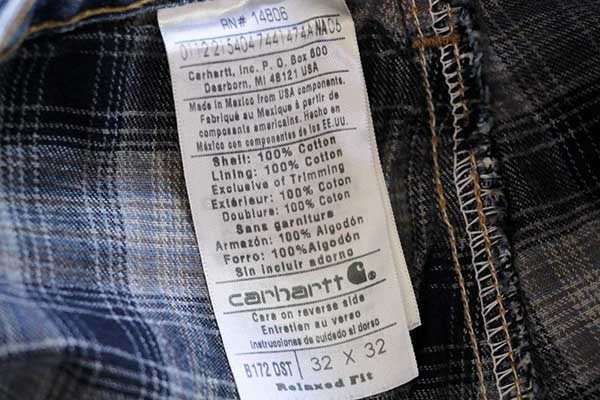 RN# 14806
Carhartt, Inc. P.O. Box 600
Dearborn, MI 48121 USA
Made in Mexico from USA components.
Fabriqué au Mexique à partir de
composants americains. Hecho en
México con componentes de los EE.UU.
Shell: 100% Cotton
Lining: 100% Cotton
Exclusive of Trimming
Extérieur: 100% Coton
Doublure: 100% Coton
Sans garniture
Armazón: 100% Algodón
Forro: 100%Algodón
Sin incluir adorno
carhartt
Care on reverse side
Entretien au verso
Instrucciones de cuidado al dorso
B172 DST 32 X 32
Relaxed Fit